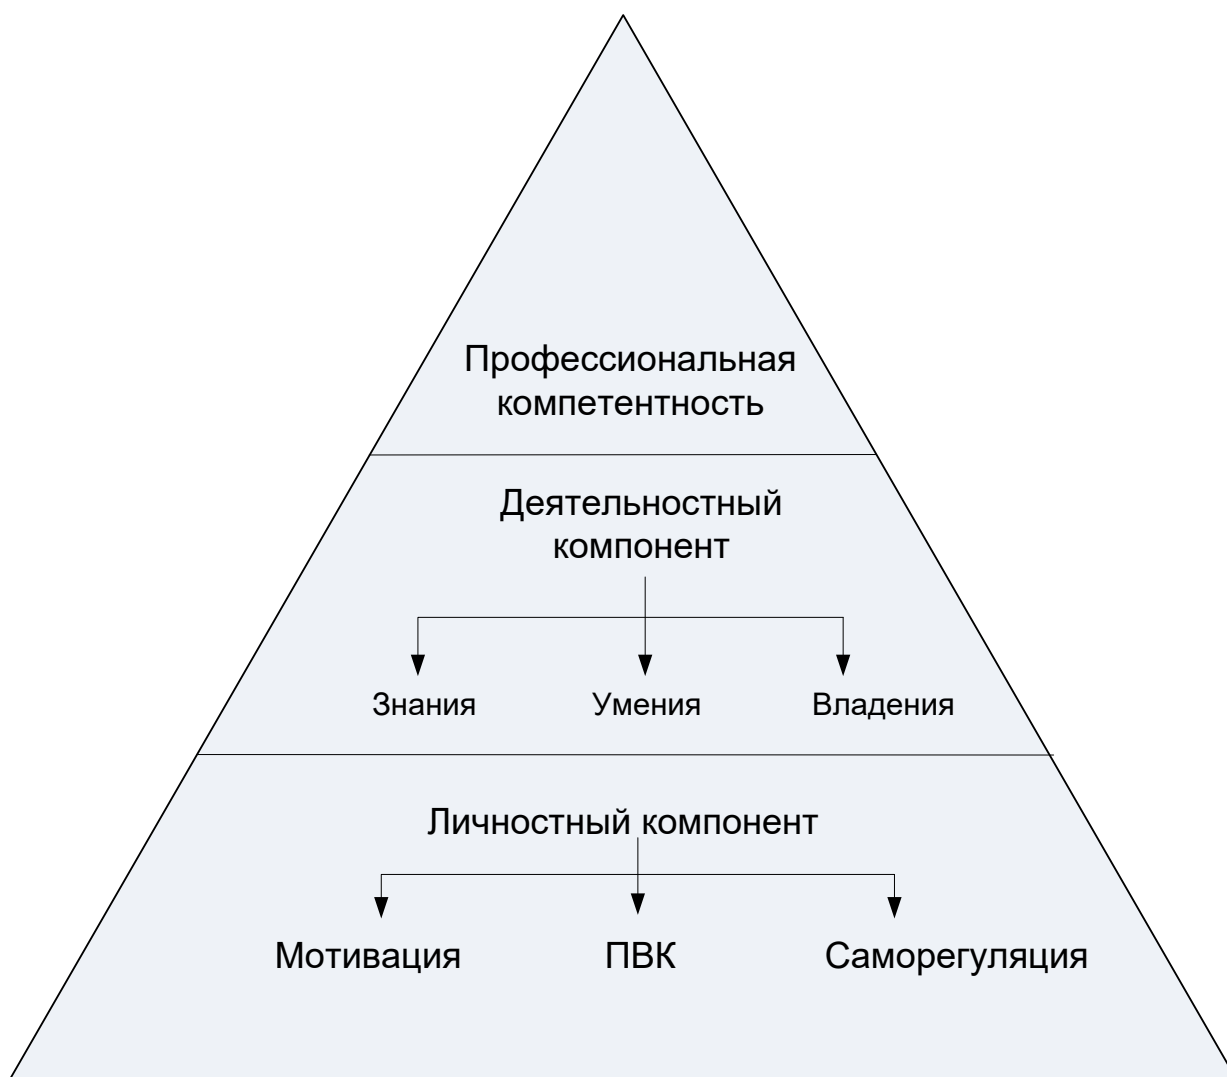 Профессиональная
компетентность
Деятельностный
компонент
Знания Умения Владения
Личностный компонент
Мотивация ПВК Саморегуляция